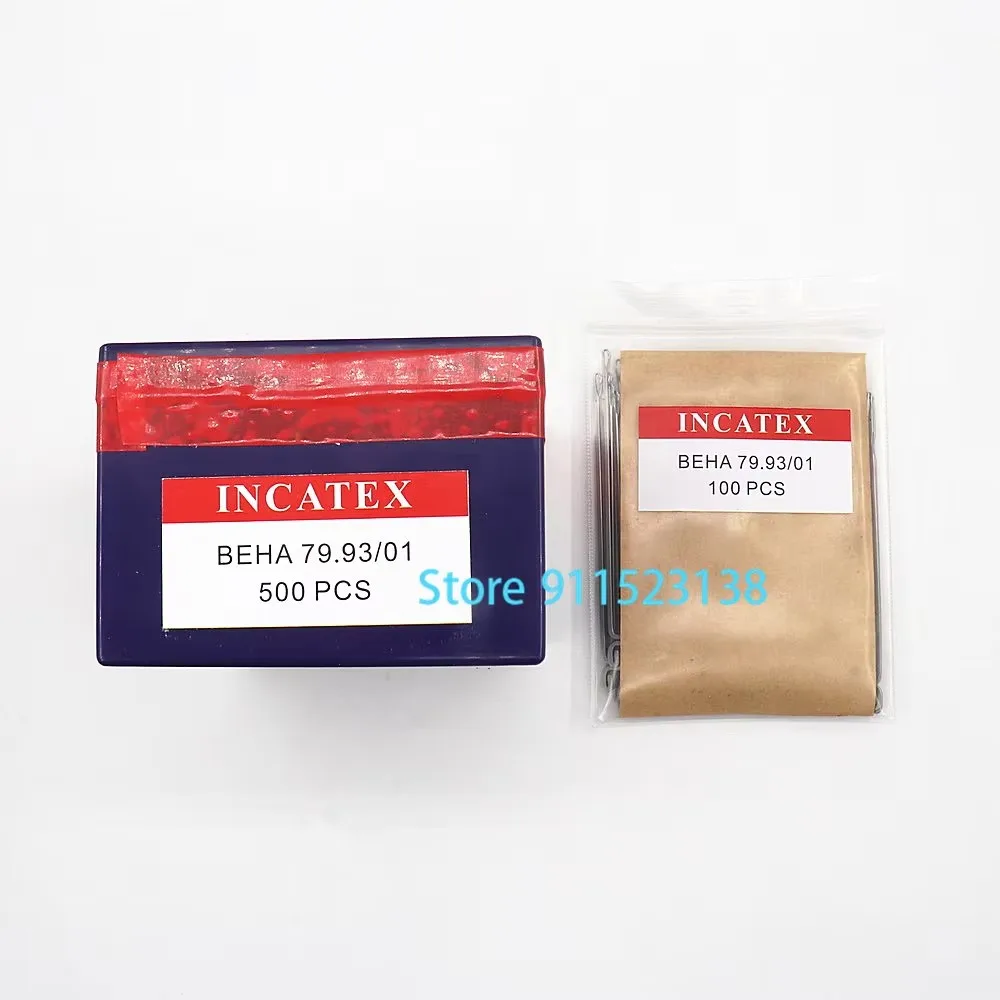 INCATEX
BEHA 79.93/01
500 PCS
INCATEX
BEHA 79.93/01
100 PCS
Store 911523138